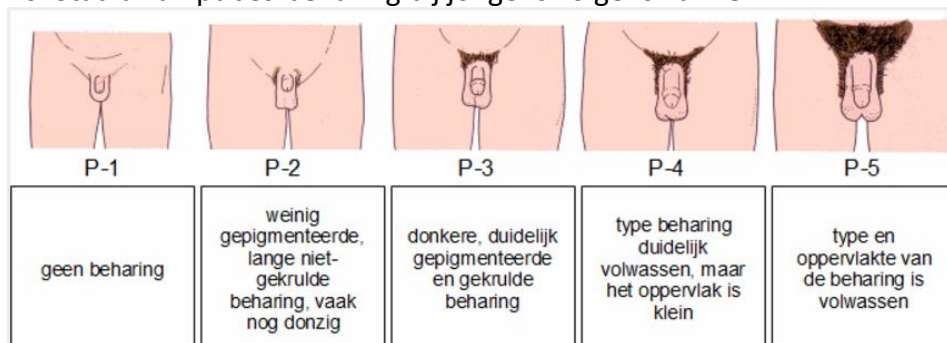 P-1
P-2
P-3
P-4
P-5
geen beharing
weinig
gepigmenteerde,
lange niet-
gekrulde
beharing, vaak
nog donzig
donkere, duidelijk
gepigmenteerde
en gekrulde
beharing
type beharing
duidelijk
volwassen, maar
het oppervlak is
klein
type en
oppervlakte van
de beharing is
volwassen